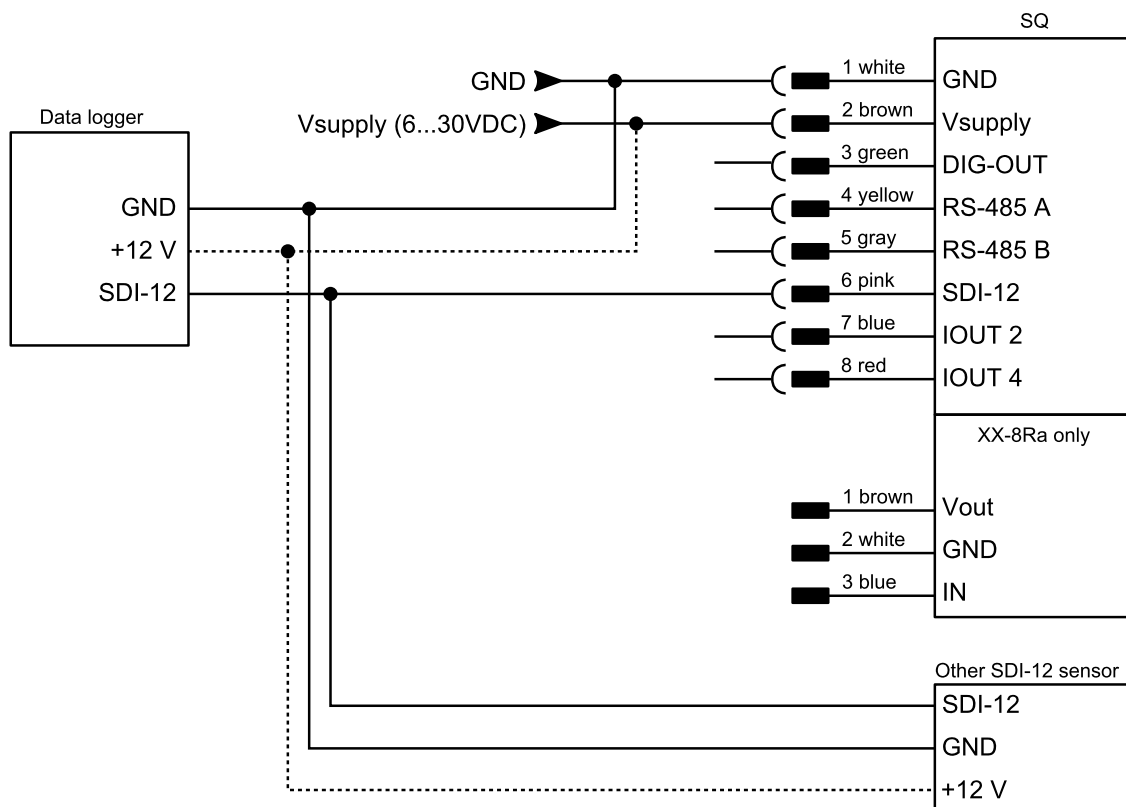 SQ
GND
1 white
GND
Data logger
Vsupply (6...30VDC)
2 brown
Vsupply
3 green
DIG-OUT
GND
4 yellow
RS-485 A
+12 V
5 gray
RS-485 B
SDI-12
6 pink
SDI-12
7 blue
IOUT 2
8 red
IOUT 4
XX-8Ra only
1 brown
Vout
2 white
GND
3 blue
IN
Other SDI-12 sensor
SDI-12
GND
+12 V